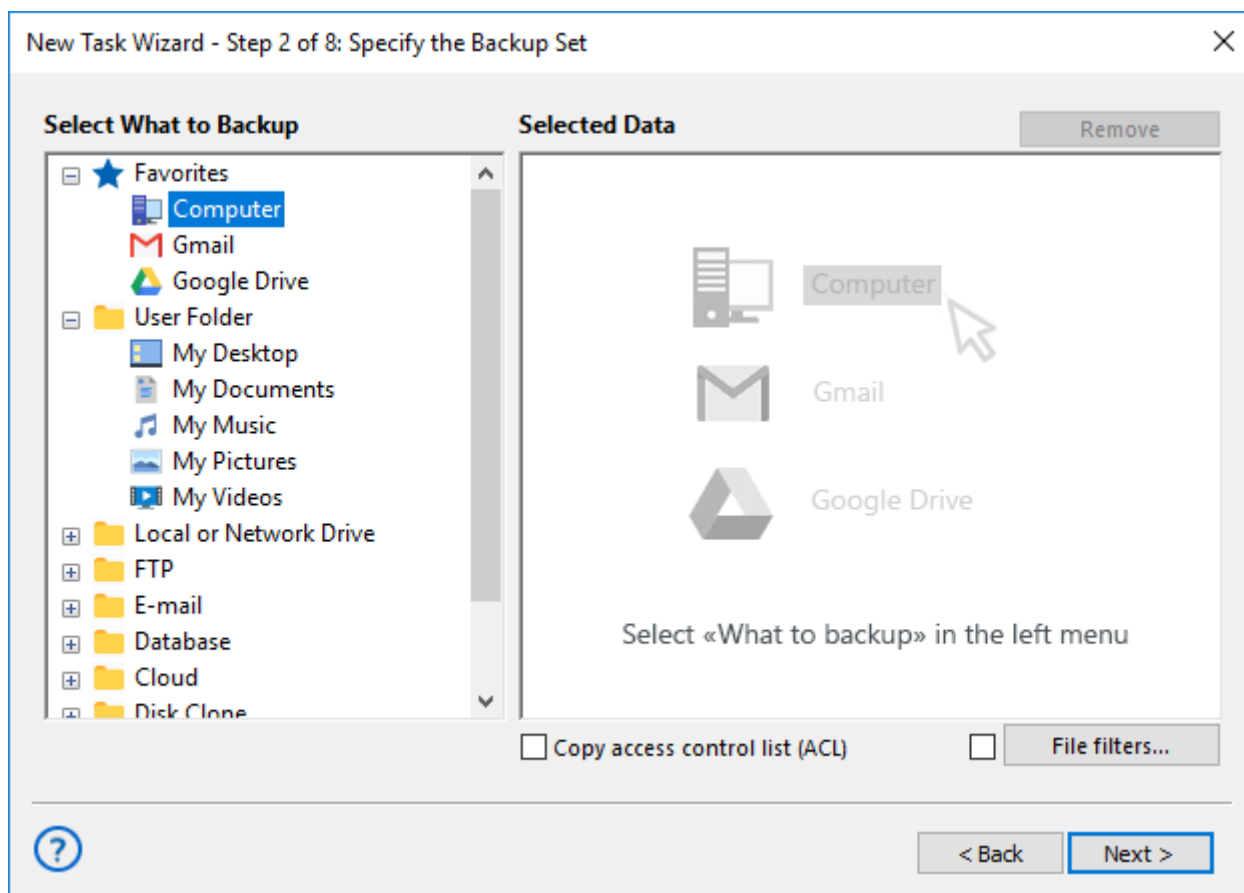 New Task Wizard - Step 2 of 8: Specify the Backup Set
Select What to Backup
Favorites
Computer
Gmail
Google Drive
User Folder
My Desktop
My Documents
My Music
My Pictures
My Videos
Local or Network Drive
FTP
E-mail
Database
Cloud
Disk Clone
Selected Data
Remove
Computer
Gmail
Google Drive
Select «What to backup» in the left menu
Copy access control list (ACL)
File filters...
?
< Back
Next >